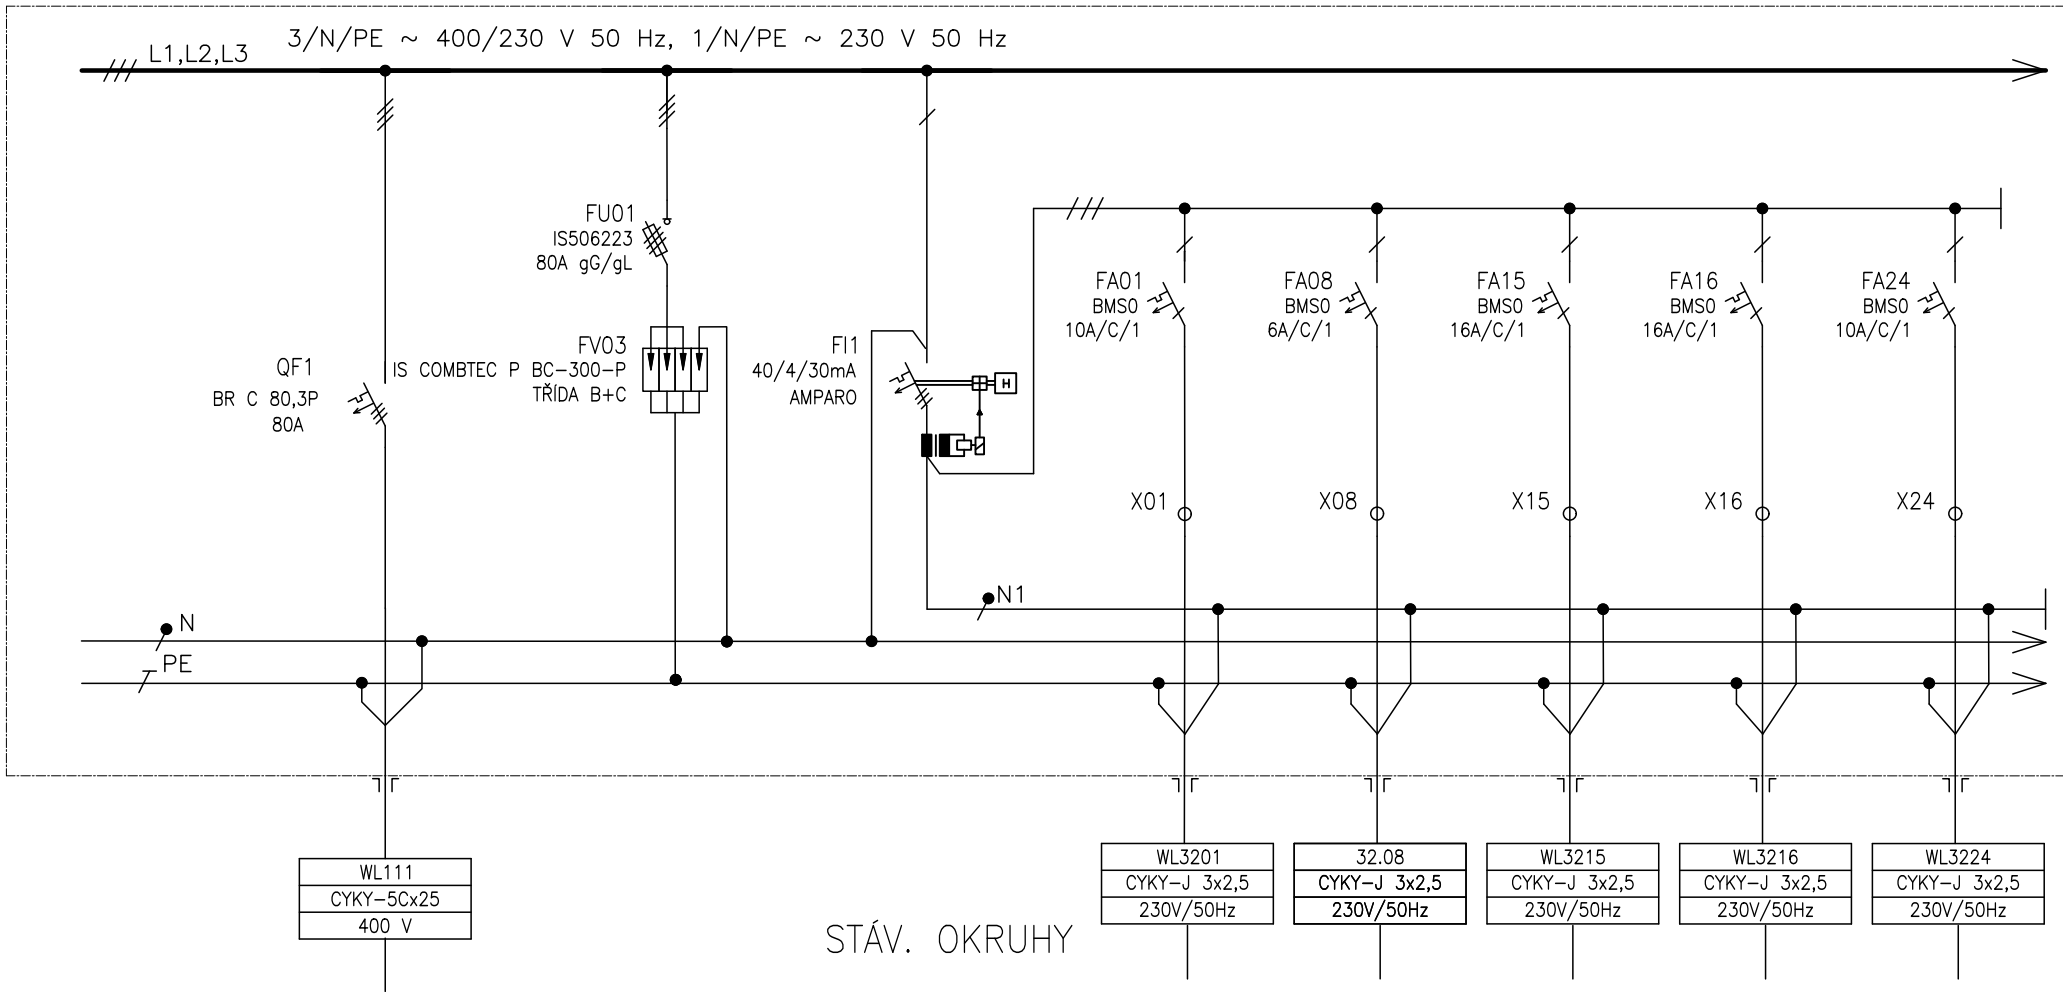 3/N/PE ~ 400/230 V 50 Hz, 1/N/PE ~ 230 V 50 Hz
L1,L2,L3
FU01
IS506223
80A gG/gL
FV03
IS COMBTEC P BC-300-P
TŘÍDA B+C
QF1
BR C 80,3P
80A
FI1
40/4/30mA
AMPARO
H
FA01
BMS0
10A/C/1
FA08
BMS0
6A/C/1
FA15
BMS0
16A/C/1
FA16
BMS0
16A/C/1
FA24
BMS0
10A/C/1
X01
X08
X15
X16
X24
N1
N
PE
WL111
CYKY-5Cx25
400 V
STÁV. OKRUHY
WL3201
CYKY-J 3x2,5
230V/50Hz
32.08
CYKY-J 3x2,5
230V/50Hz
WL3215
CYKY-J 3x2,5
230V/50Hz
WL3216
CYKY-J 3x2,5
230V/50Hz
WL3224
CYKY-J 3x2,5
230V/50Hz